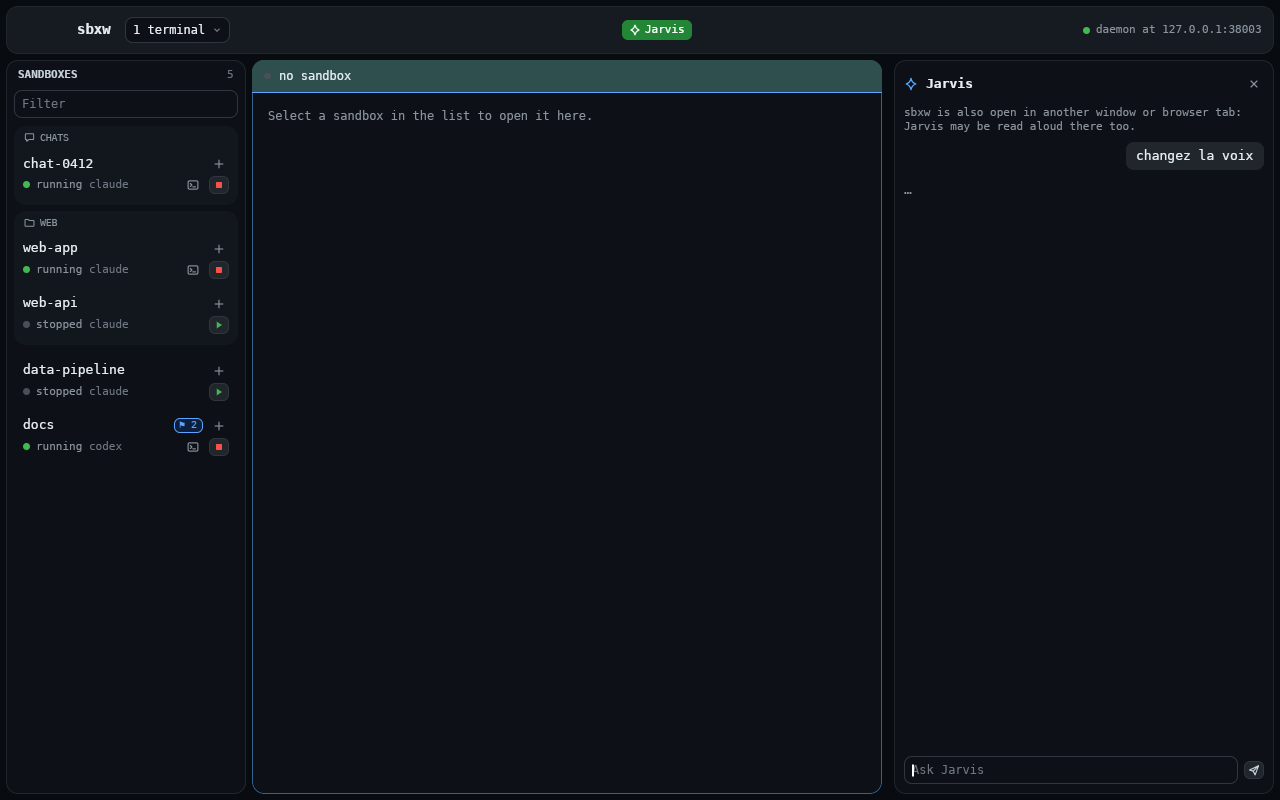 sbxw
1 terminal
Jarvis
daemon at 127.0.0.1:38003
SANDBOXES 5
Filter
CHATS
chat-0412
running claude
WEB
web-app
running claude
web-api
stopped claude
data-pipeline
stopped claude
docs 2
running codex
no sandbox
Select a sandbox in the list to open it here.
Jarvis
sbxw is also open in another window or browser tab:
Jarvis may be read aloud there too.
changez la voix
…
Ask Jarvis